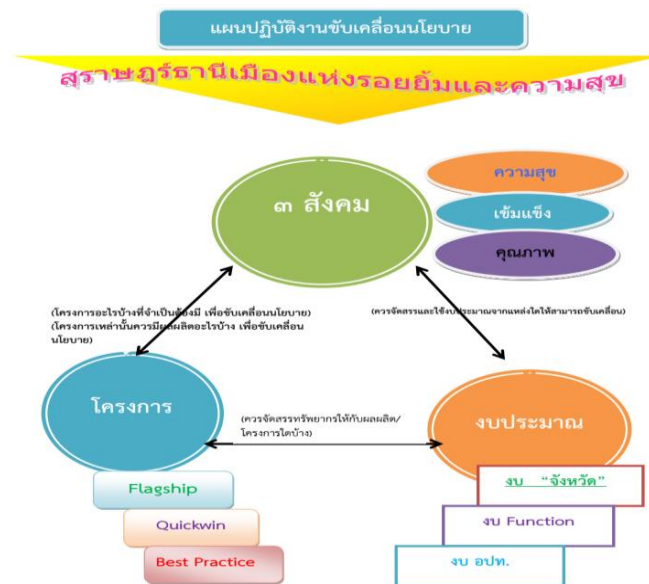 แผนปฏิบัติงานขับเคลื่อนนโยบาย
สุราษฎร์ธานีเมืองแห่งรอยยิ้มและความสุข
๓ สังคม
ความสุข
เข้มแข็ง
คุณภาพ
(โครงการอะไรบ้างที่จำเป็นต้องมี เพื่อขับเคลื่อนนโยบาย)
(โครงการเหล่านั้นควรมีผลผลิตอะไรบ้าง เพื่อขับเคลื่อน
นโยบาย)
(ควรจัดสรรและใช้งบประมาณจากแหล่งใดให้สามารถขับเคลื่อน)
โครงการ
(ควรจัดสรรทรัพยากรให้กับผลผลิต/
โครงการใดบ้าง)
งบประมาณ
Flagship
Quickwin
Best Practice
งบ "จังหวัด"
งบ Function
งบ อปท.